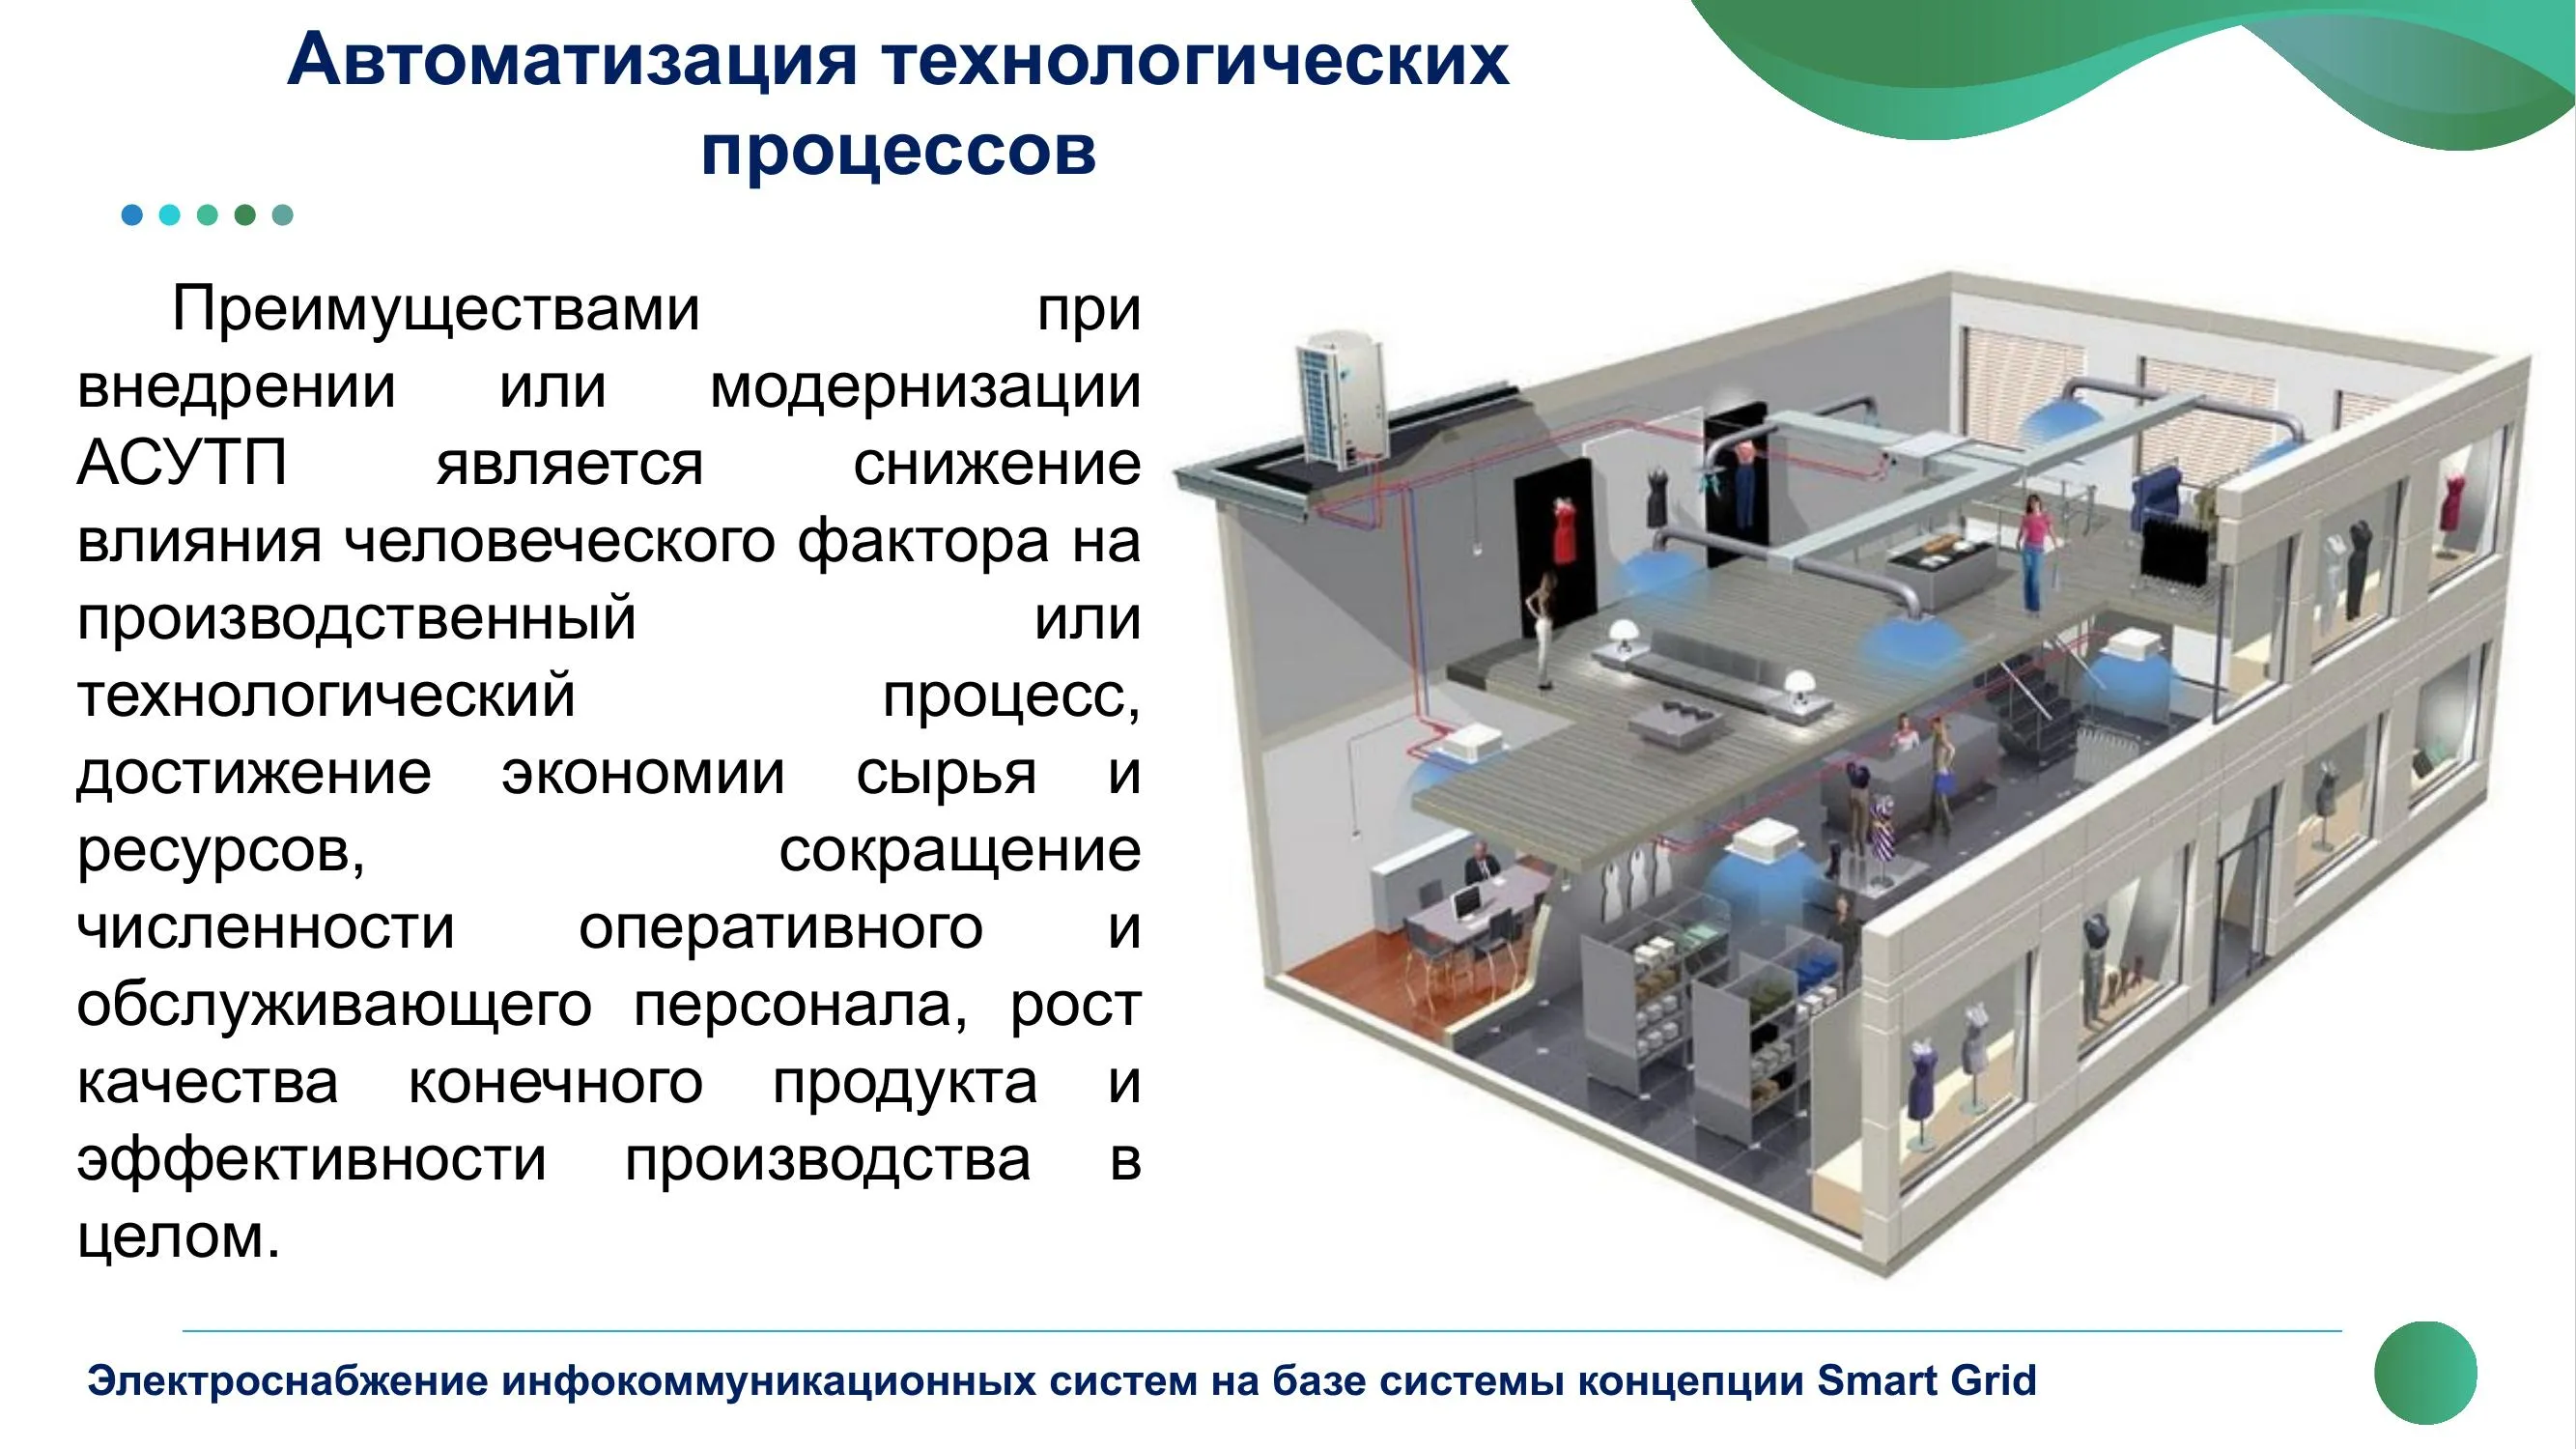 Автоматизация технологических
процессов
Преимуществами при
внедрении или модернизации
АСУТП является снижение
влияния человеческого фактора на
производственный или
технологический процесс,
достижение экономии сырья и
ресурсов, сокращение
численности оперативного и
обслуживающего персонала, рост
качества конечного продукта и
эффективности производства в
целом.
Электроснабжение инфокоммуникационных систем на базе системы концепции Smart Grid